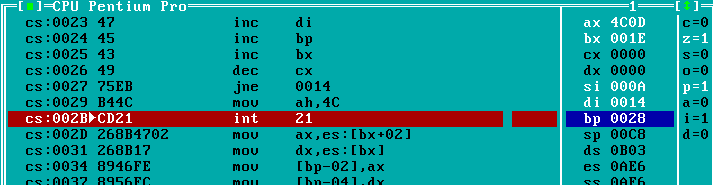 [■]=CPU Pentium Pro 1 [↕]
cs:0023 47 inc di ax 4C0D c=0
cs:0024 45 inc bp bx 001E z=1
cs:0025 43 inc bx cx 0000 s=0
cs:0026 49 dec cx dx 0000 o=0
cs:0027 75EB jne 0014 si 000A p=1
cs:0029 B44C mov ah,4C di 0014 a=0
cs:002B▶CD21 int 21 bp 0028 i=1
cs:002D 268B4702 mov ax,es:[bx+02] sp 00C8 d=0
cs:0031 268B17 mov dx,es:[bx] ds 0B03
cs:0034 8946FE mov [bp-02],ax es 0AE6
cs:0037 8956FC mov [bp-04],dx ss 0AE6